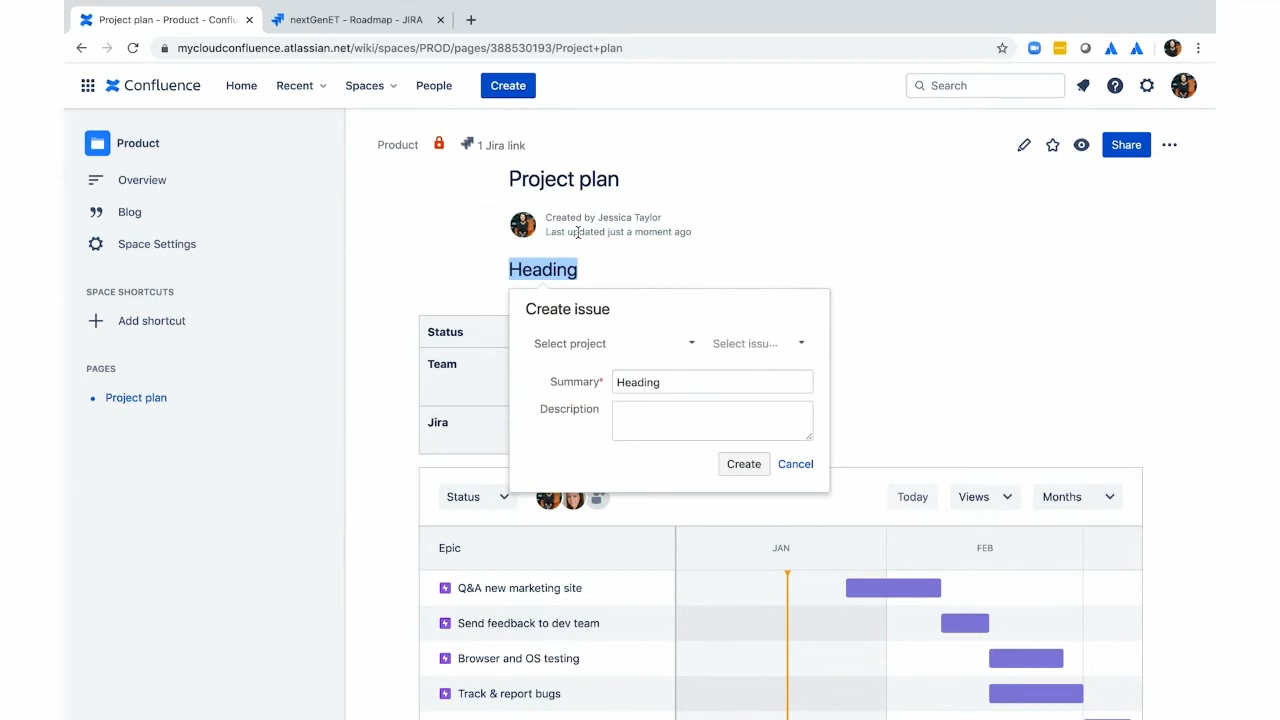 Project plan - Product - Conflu
nextGenET - Roadmap - JIRA
mycloudconfluence.atlassian.net/wiki/spaces/PROD/pages/388530193/Project+plan
Confluence
Home
Recent
Spaces
People
Create
Search
Product
Overview
Blog
Space Settings
SPACE SHORTCUTS
Add shortcut
PAGES
Project plan
Product
1 Jira link
Share
Project plan
Created by Jessica Taylor
Last updated just a moment ago
Heading
Create issue
Select project
Select issu...
Summary*
Heading
Description
Create
Cancel
Status
Team
Jira
Status
Today
Views
Months
Epic
JAN
FEB
Q&A new marketing site
Send feedback to dev team
Browser and OS testing
Track & report bugs